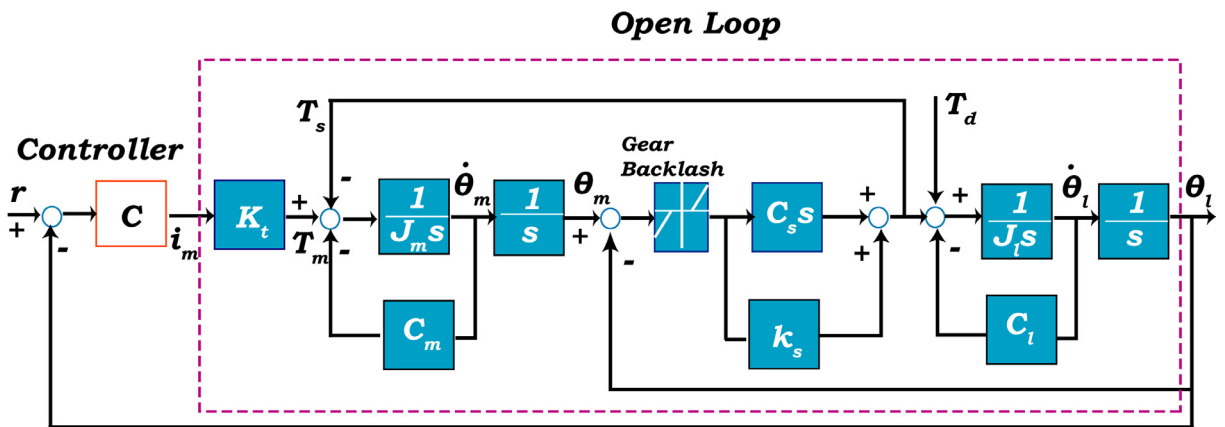 Open Loop
Controller
r
+
-
C
i_m
K_t
+
T_m
T_s
-
-
1
J_m s
θ̇_m
1
s
θ_m
+
-
C_m
Gear
Backlash
C_s s
k_s
+
+
T_d
+
-
1
J_l s
θ̇_l
1
s
θ_l
C_l